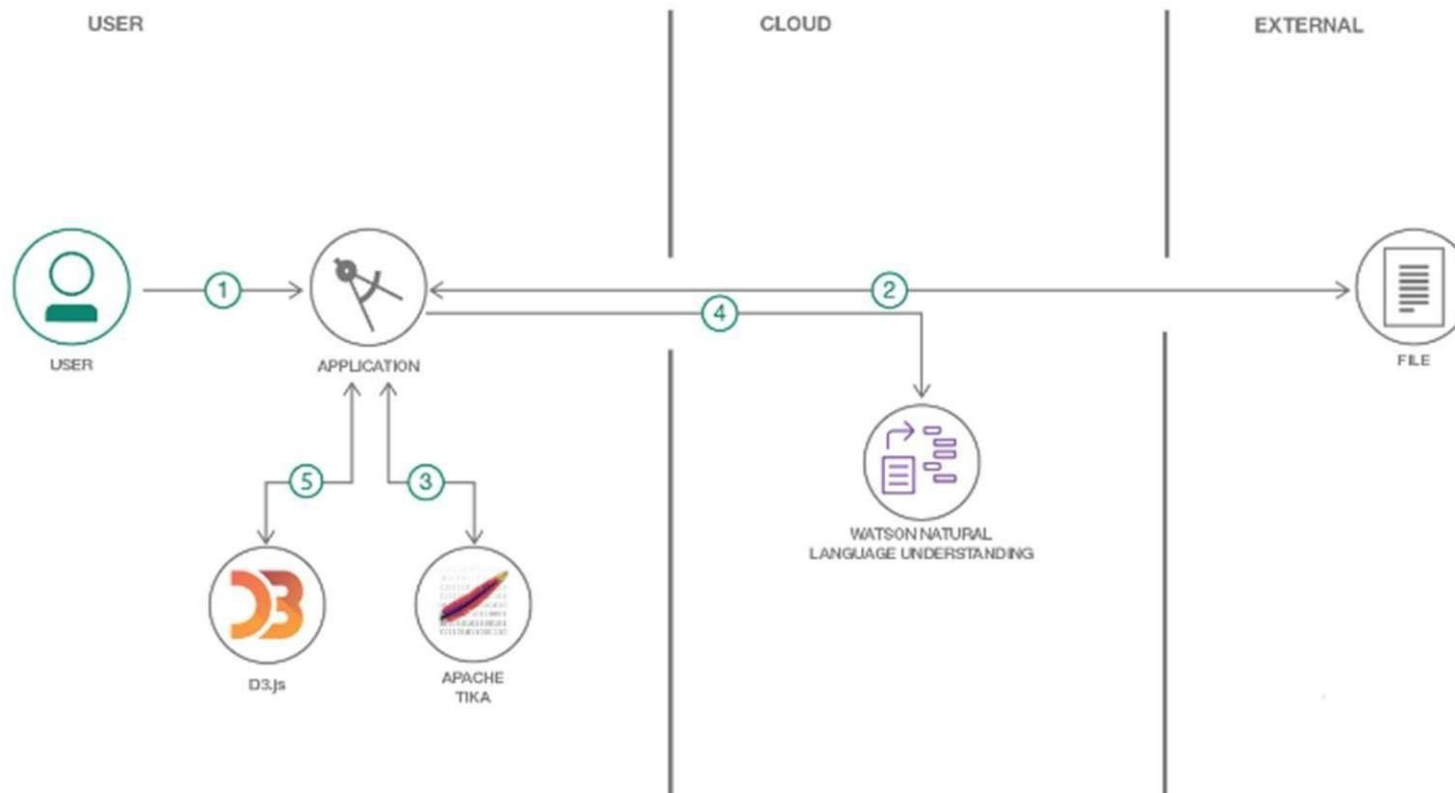 USER
CLOUD
EXTERNAL
1
2
4
USER
APPLICATION
FILE
5
3
WATSON NATURAL
LANGUAGE UNDERSTANDING
D3
D3.js
APACHE
TIKA